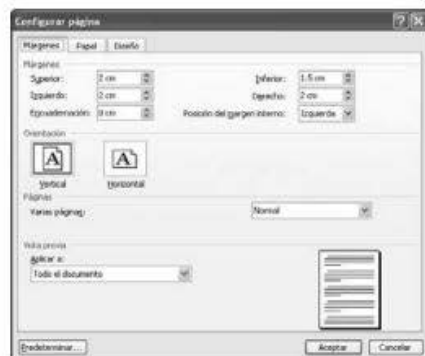 Configurar página
Márgenes Papel Diseño
Márgenes
Superior: 2 cm Inferior: 1.5 cm
Izquierdo: 2 cm Derecho: 2 cm
Encuadernación: 0 cm Posición del margen interno: Izquierda
Orientación
Vertical Horizontal
Páginas
Varias páginas: Normal
Vista previa
Aplicar a:
Todo el documento
Predeterminar... Aceptar Cancelar